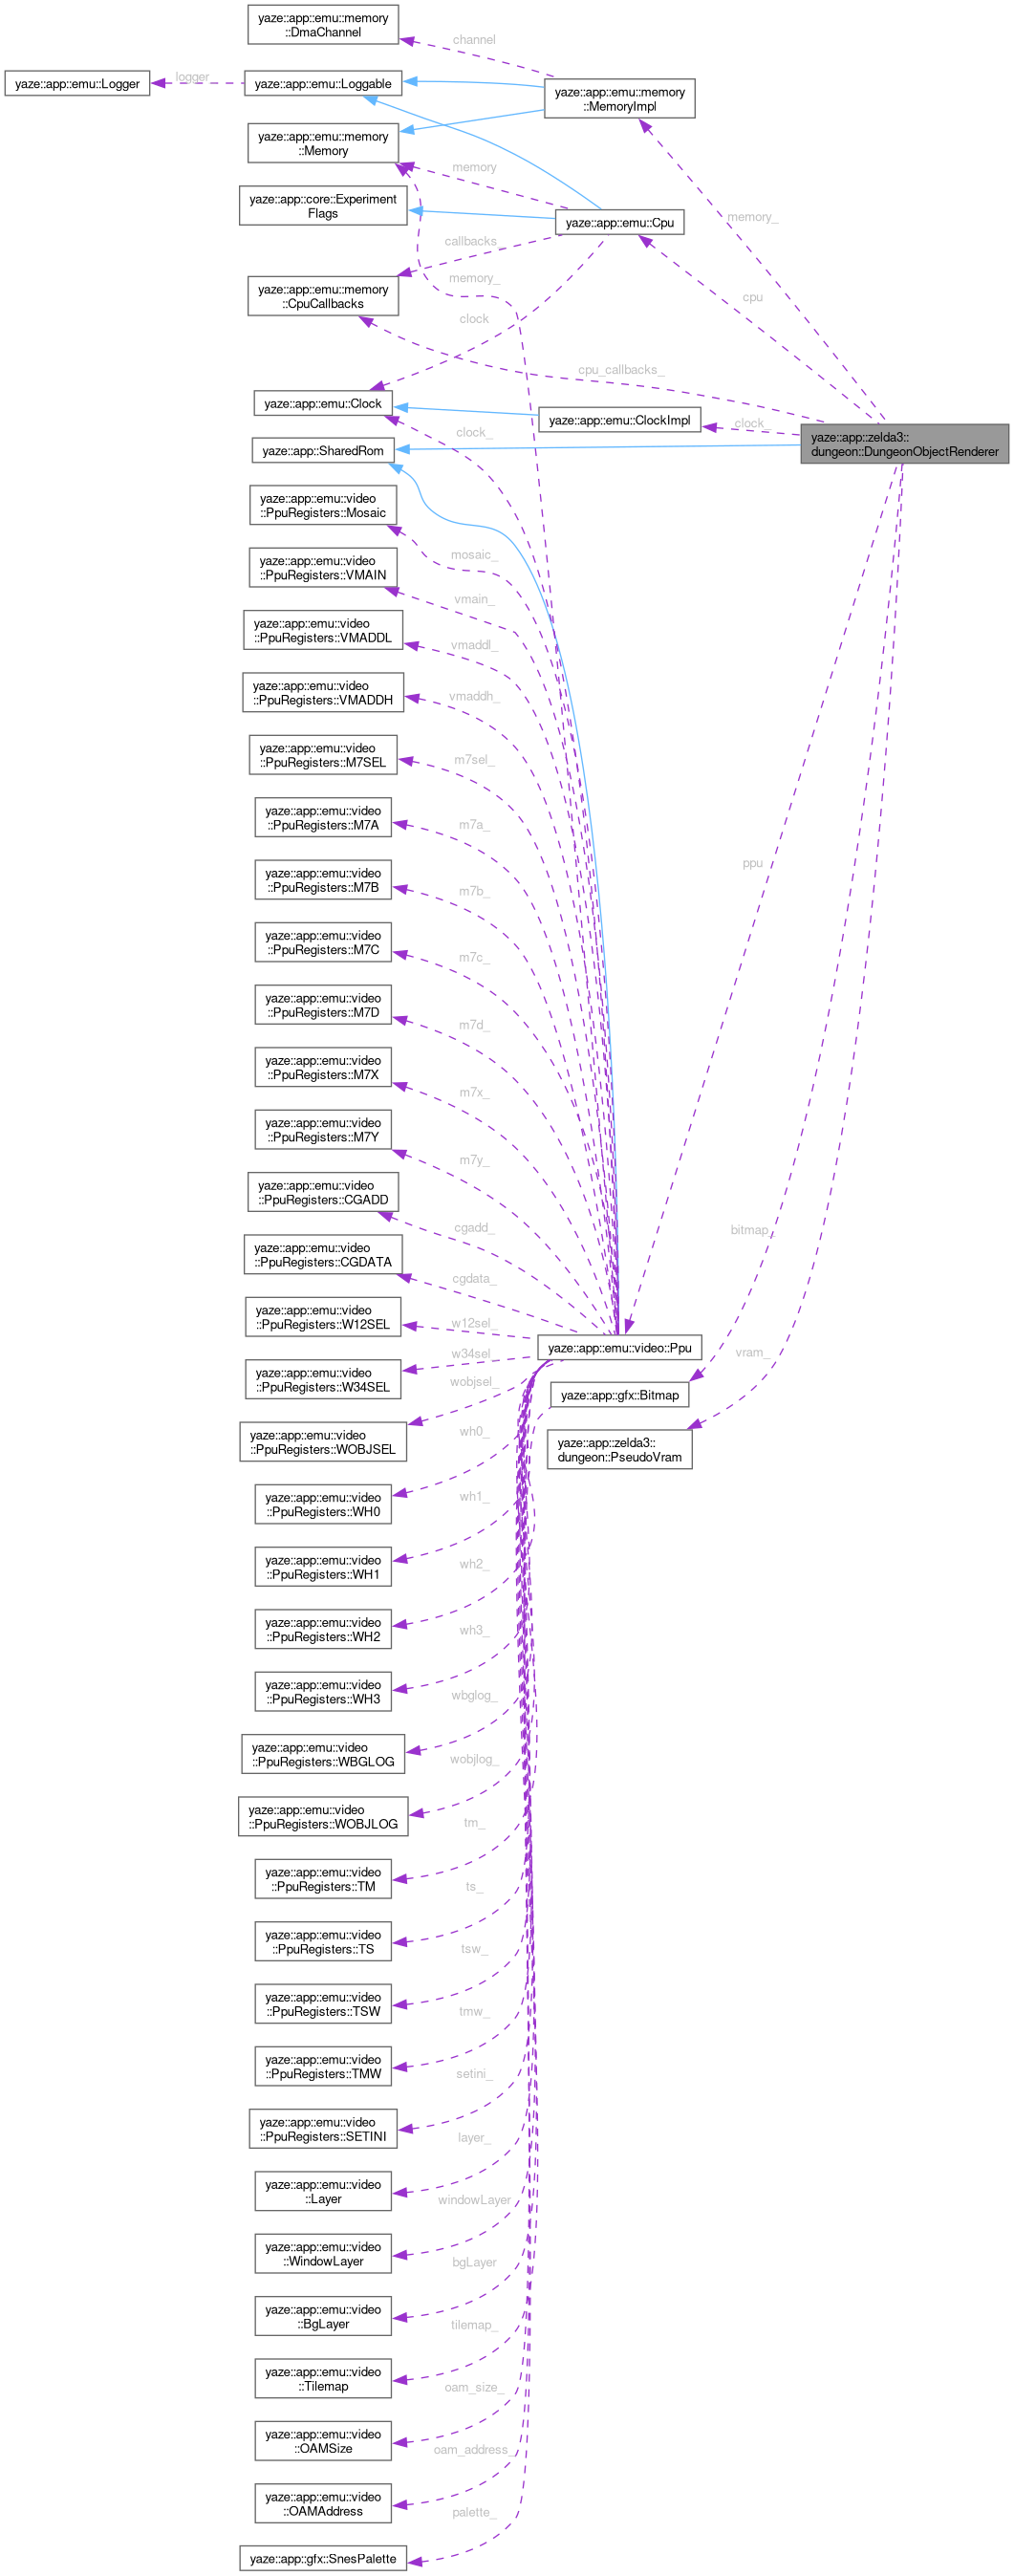 yaze::app::emu::memory
::DmaChannel
channel
yaze::app::emu::Logger
logger_
yaze::app::emu::Loggable
yaze::app::emu::memory
::MemoryImpl
yaze::app::emu::memory
::Memory
memory
yaze::app::core::Experiment
Flags
yaze::app::emu::Cpu
memory_
callbacks_
yaze::app::emu::memory
::CpuCallbacks
memory_
cpu
clock
cpu_callbacks_
yaze::app::emu::Clock
yaze::app::emu::ClockImpl
clock_
clock_
yaze::app::zelda3::
dungeon::DungeonObjectRenderer
yaze::app::SharedRom
yaze::app::emu::video
::PpuRegisters::Mosaic
mosaic_
yaze::app::emu::video
::PpuRegisters::VMAIN
vmain_
yaze::app::emu::video
::PpuRegisters::VMADDL
vmaddl_
yaze::app::emu::video
::PpuRegisters::VMADDH
vmaddh_
yaze::app::emu::video
::PpuRegisters::M7SEL
m7sel_
yaze::app::emu::video
::PpuRegisters::M7A
m7a_
ppu
yaze::app::emu::video
::PpuRegisters::M7B
m7b_
yaze::app::emu::video
::PpuRegisters::M7C
m7c_
yaze::app::emu::video
::PpuRegisters::M7D
m7d_
yaze::app::emu::video
::PpuRegisters::M7X
m7x_
yaze::app::emu::video
::PpuRegisters::M7Y
m7y_
yaze::app::emu::video
::PpuRegisters::CGADD
cgadd_
bitmap_
yaze::app::emu::video
::PpuRegisters::CGDATA
cgdata_
yaze::app::emu::video
::PpuRegisters::W12SEL
w12sel_
yaze::app::emu::video::Ppu
vram_
yaze::app::emu::video
::PpuRegisters::W34SEL
w34sel_
wobjsel_
yaze::app::gfx::Bitmap
yaze::app::emu::video
::PpuRegisters::WOBJSEL
wh0_
yaze::app::zelda3::
dungeon::PseudoVram
yaze::app::emu::video
::PpuRegisters::WH0
wh1_
yaze::app::emu::video
::PpuRegisters::WH1
wh2_
yaze::app::emu::video
::PpuRegisters::WH2
wh3_
yaze::app::emu::video
::PpuRegisters::WH3
wbglog_
yaze::app::emu::video
::PpuRegisters::WBGLOG
wobjlog_
yaze::app::emu::video
::PpuRegisters::WOBJLOG
tm_
yaze::app::emu::video
::PpuRegisters::TM
ts_
yaze::app::emu::video
::PpuRegisters::TS
tsw_
yaze::app::emu::video
::PpuRegisters::TSW
tmw_
yaze::app::emu::video
::PpuRegisters::TMW
setini_
yaze::app::emu::video
::PpuRegisters::SETINI
layer_
yaze::app::emu::video
::Layer
windowLayer
yaze::app::emu::video
::WindowLayer
bgLayer
yaze::app::emu::video
::BgLayer
tilemap_
yaze::app::emu::video
::Tilemap
oam_size_
yaze::app::emu::video
::OAMSize
oam_address_
yaze::app::emu::video
::OAMAddress
palette_
yaze::app::gfx::SnesPalette